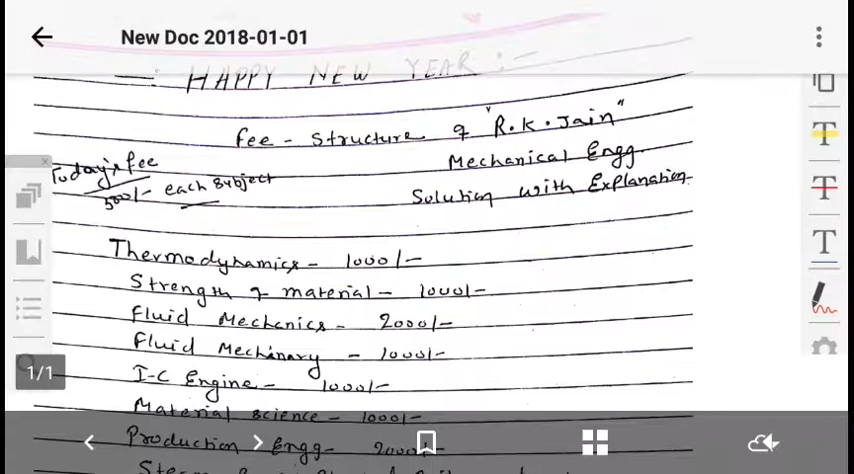 New Doc 2018-01-01
—: HAPPY NEW YEAR :—
Fee - Structure of "R.K. Jain"
Mechanical Engg.
Solution with Explanation
Today's fee
500/- each subject
Thermodynamics - 1000/-
Strength of material - 1000/-
Fluid Mechanics - 2000/-
Fluid Mechinary - 1000/-
I-C Engine - 1000/-
Material science - 1000/-
Production Engg - 2000/-
1/1
T
T
T